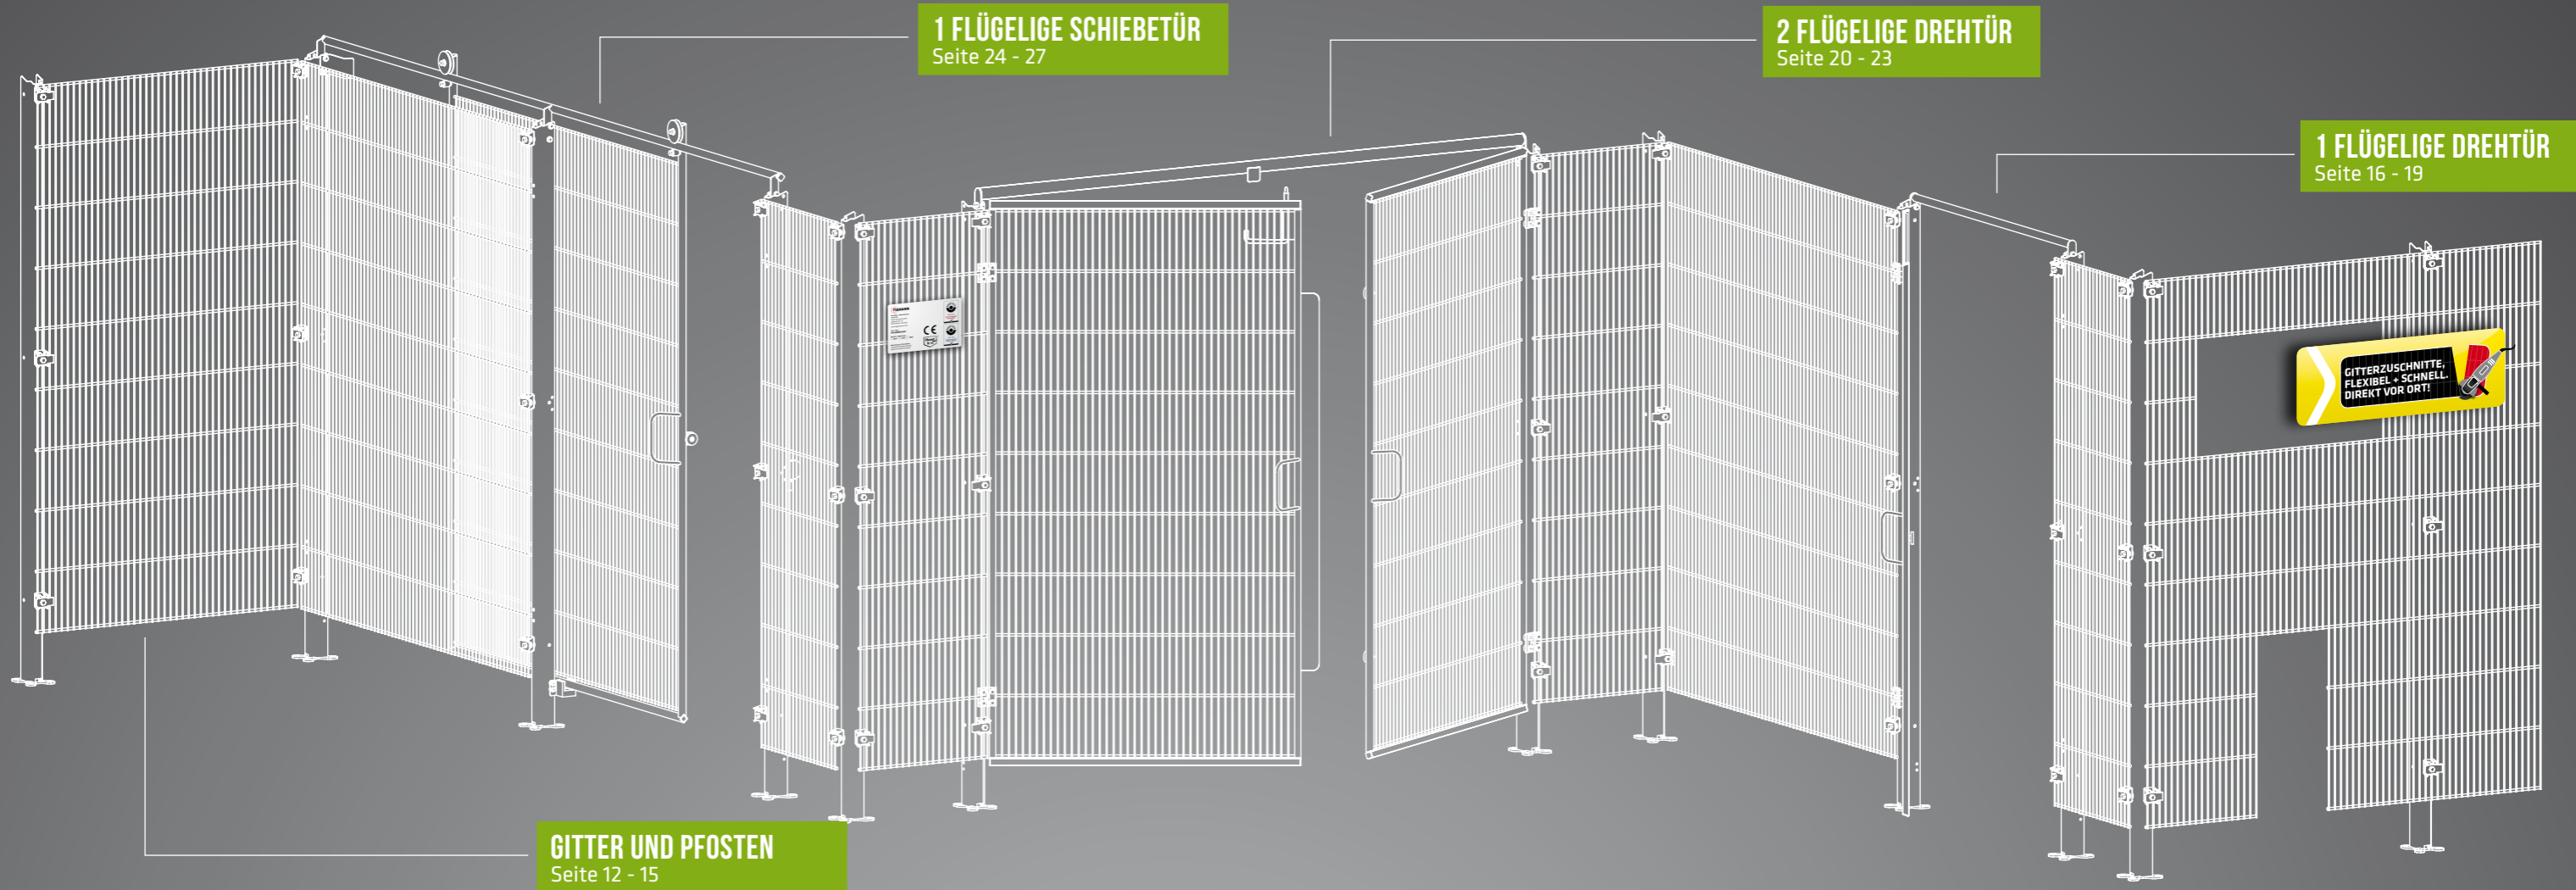 1 FLÜGELIGE SCHIEBETÜR
Seite 24 - 27
2 FLÜGELIGE DREHTÜR
Seite 20 - 23
1 FLÜGELIGE DREHTÜR
Seite 16 - 19
GITTERZUSCHNITTE,
FLEXIBEL + SCHNELL.
DIREKT VOR ORT!
CE
GITTER UND PFOSTEN
Seite 12 - 15